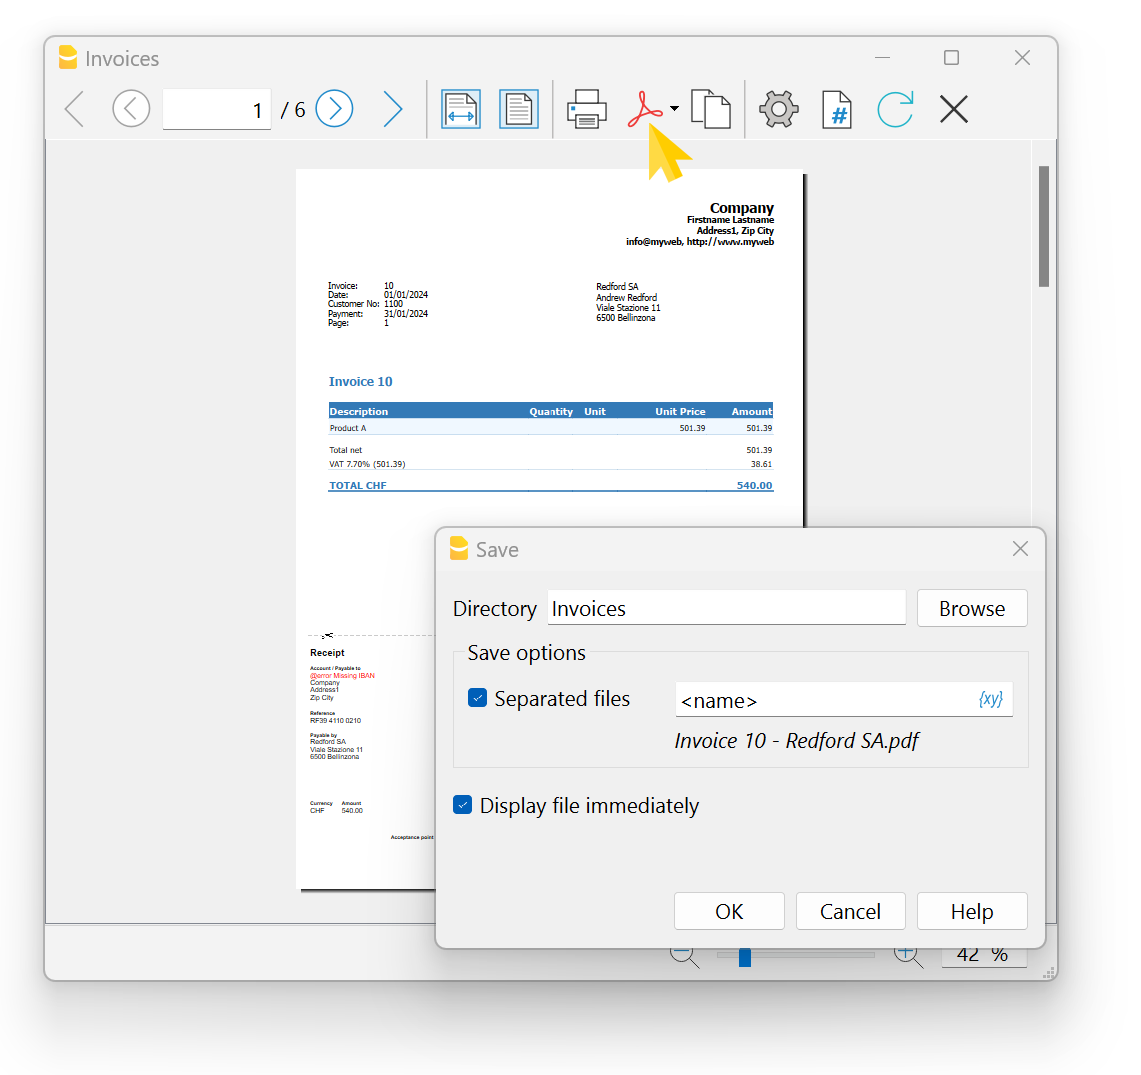 Invoices
1 / 6
#
Company
Firstname Lastname
Address1, Zip City
info@myweb, http://www.myweb
Invoice: 10
Date: 01/01/2024
Customer No: 1100
Payment: 31/01/2024
Page: 1
Redford SA
Andrew Redford
Viale Stazione 11
6500 Bellinzona
Invoice 10
Description Quantity Unit Unit Price Amount
Product A 501.39 501.39
Total net 501.39
VAT 7.70% (501.39) 38.61
TOTAL CHF 540.00
Receipt
Account / Payable to
@error Missing IBAN
Company
Address1
Zip City
Reference
RF39 4110 0210
Payable by
Redford SA
Viale Stazione 11
6500 Bellinzona
Currency Amount
CHF 540.00
Acceptance point
Save
Directory Invoices Browse
Save options
Separated files <name> {xy}
Invoice 10 - Redford SA.pdf
Display file immediately
OK Cancel Help
42 %